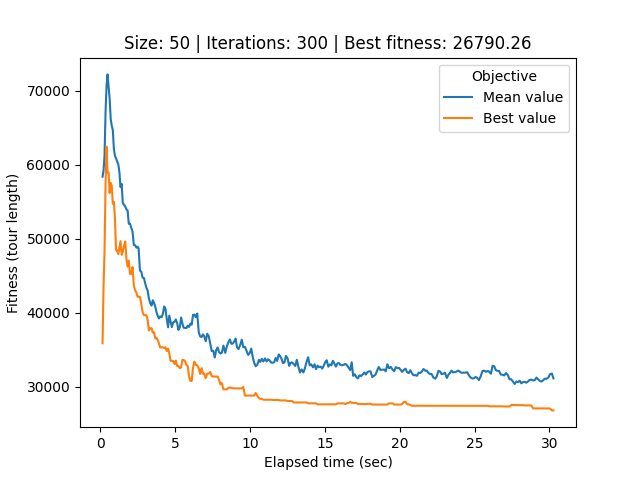 Size: 50 | Iterations: 300 | Best fitness: 26790.26
Objective
Mean value
Best value
70000
60000
50000
40000
30000
Fitness (tour length)
0 5 10 15 20 25 30
Elapsed time (sec)